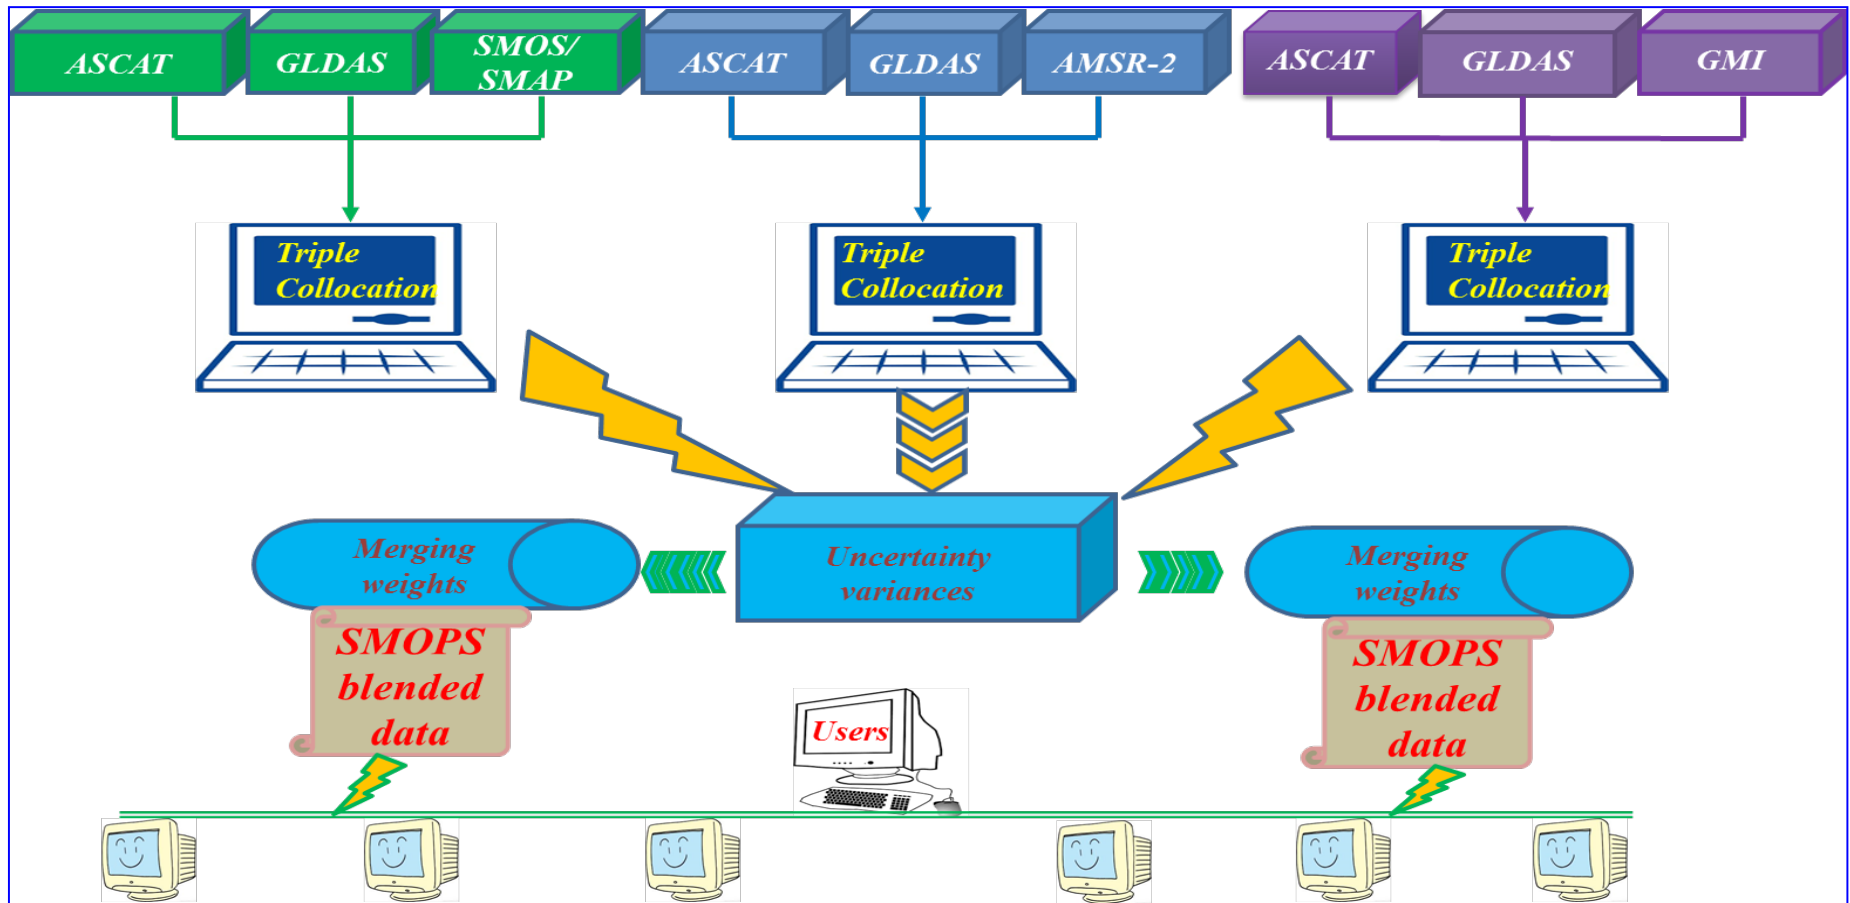 ASCAT
GLDAS
SMOS/
SMAP
ASCAT
GLDAS
AMSR-2
ASCAT
GLDAS
GMI
Triple
Collocation
Triple
Collocation
Triple
Collocation
Merging
weights
Uncertainty
variances
Merging
weights
SMOPS
blended
data
SMOPS
blended
data
Users